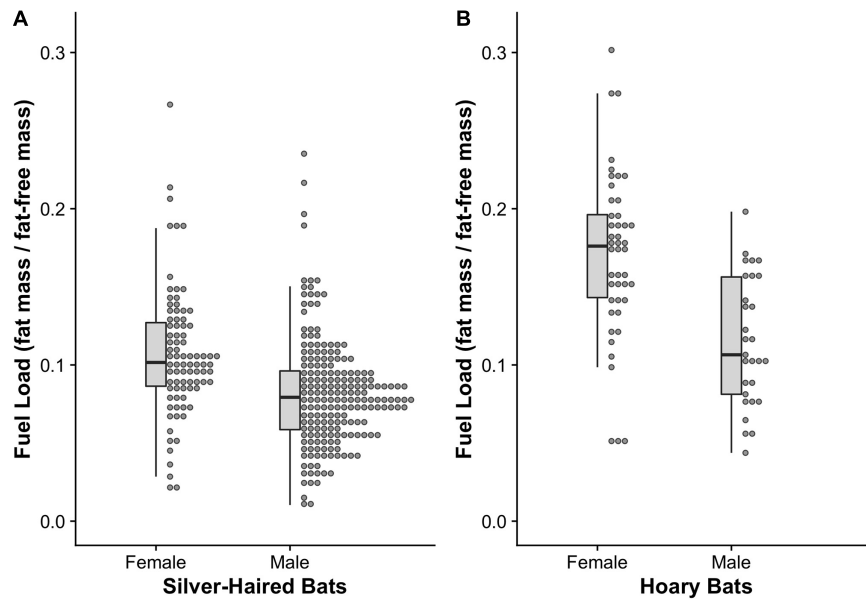 A
Fuel Load (fat mass / fat-free mass)
0.3
0.2
0.1
0.0
Female Male
Silver-Haired Bats
B
Fuel Load (fat mass / fat-free mass)
0.3
0.2
0.1
0.0
Female Male
Hoary Bats